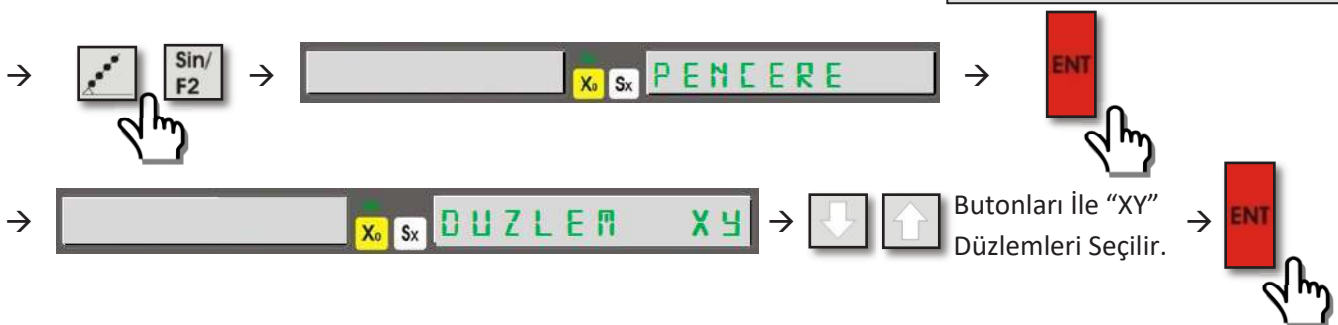 → Sin/ F2 → X₀ Sx PENCERE → ENT
→ X₀ Sx DUZLEM XY → Butonları İle “XY” Düzlemleri Seçilir. → ENT